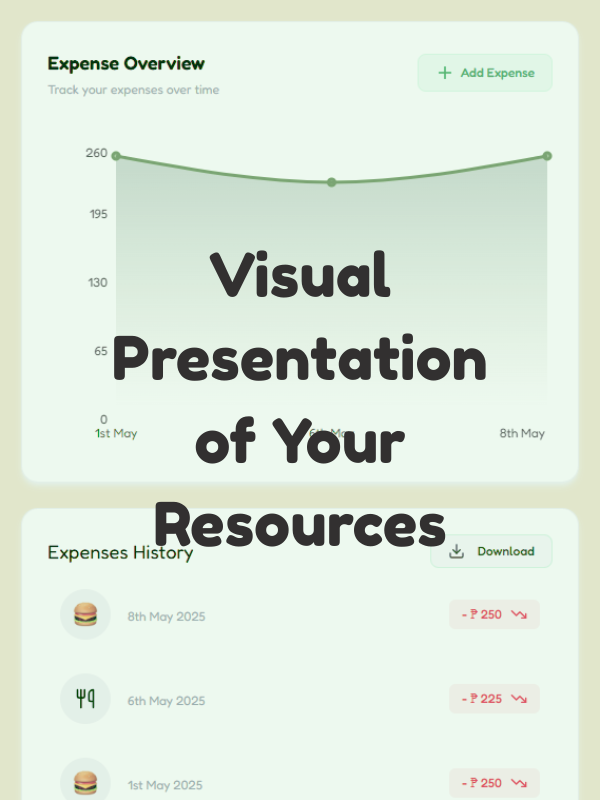 Expense Overview
Track your expenses over time
Add Expense
260
195
130
65
0
1st May
6th May
8th May
Visual
Presentation
of Your
Resources
Expenses History
Download
8th May 2025
- ₱ 250
6th May 2025
- ₱ 225
1st May 2025
- ₱ 250